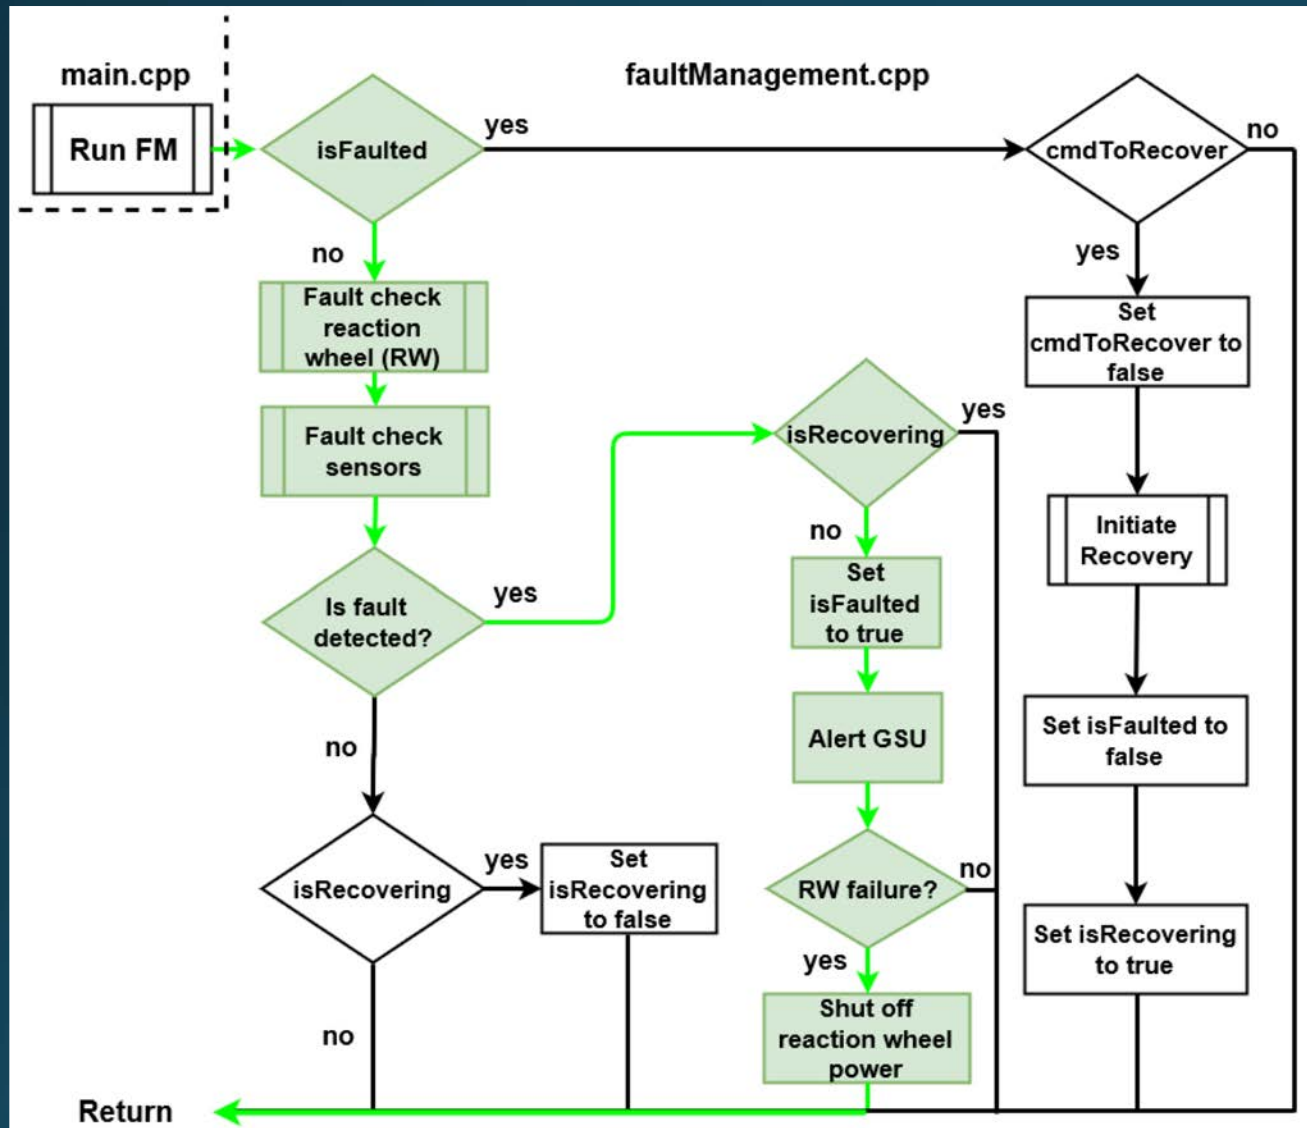 main.cpp
faultManagement.cpp
Run FM
isFaulted
yes
cmdToRecover
no
no
yes
Fault check
reaction
wheel (RW)
Set
cmdToRecover to
false
Fault check
sensors
isRecovering
yes
Initiate
Recovery
no
Set
isFaulted
to true
Is fault
detected?
yes
Alert GSU
Set isFaulted to
false
no
isRecovering
yes
Set
isRecovering
to false
RW failure?
no
Set isRecovering
to true
yes
Shut off
reaction wheel
power
no
Return